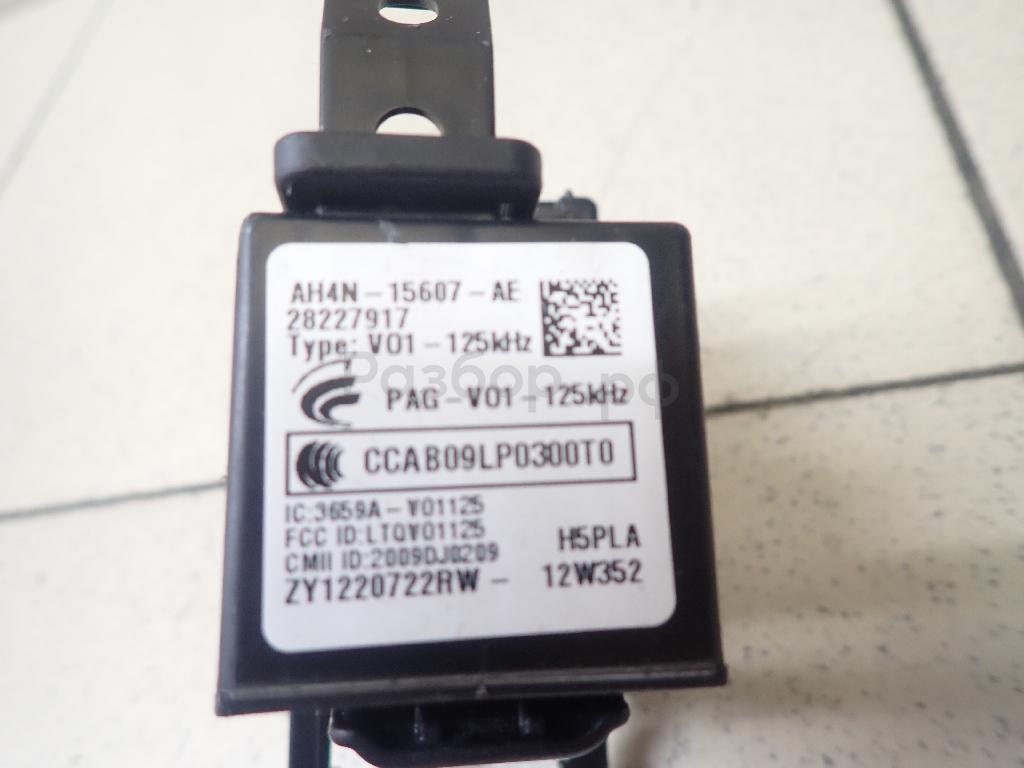 AH4N-15607-AE
28227917
Type: V01-125kHz
Разбор.рф
PAG-V01-125kHz
CCAB09LP0300T0
IC:3659A-V01125
FCC ID:LTQV01125
CMII ID:2009DJ0209
H5PLA
ZY1220722RW- 12W352